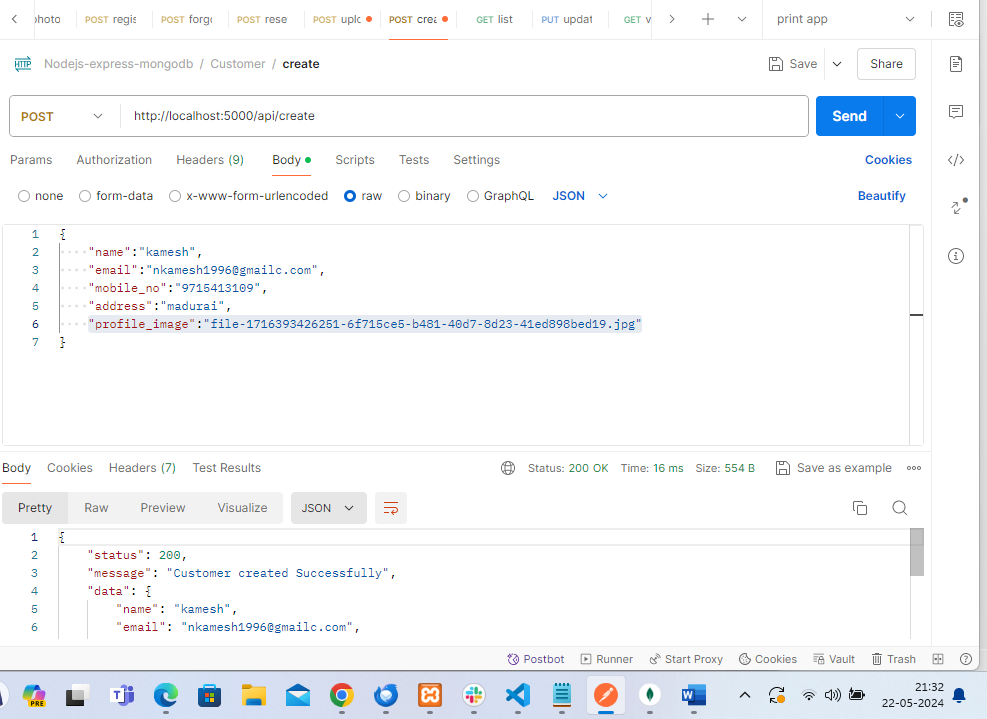 photo POST regis POST forgo POST rese POST uplo POST crea GET list PUT updat GET v print app
HTTP Nodejs-express-mongodb / Customer / create Save Share
POST http://localhost:5000/api/create Send
Params Authorization Headers (9) Body Scripts Tests Settings Cookies
none form-data x-www-form-urlencoded raw binary GraphQL JSON Beautify
1 {
2 "name":"kamesh",
3 "email":"nkamesh1996@gmailc.com",
4 "mobile_no":"9715413109",
5 "address":"madurai",
6 "profile_image":"file-1716393426251-6f715ce5-b481-40d7-8d23-41ed898bed19.jpg"
7 }
Body Cookies Headers (7) Test Results Status: 200 OK Time: 16 ms Size: 554 B Save as example
Pretty Raw Preview Visualize JSON
1 {
2 "status": 200,
3 "message": "Customer created Successfully",
4 "data": {
5 "name": "kamesh",
6 "email": "nkamesh1996@gmailc.com",
Postbot Runner Start Proxy Cookies Vault Trash
PRE
21:32
22-05-2024